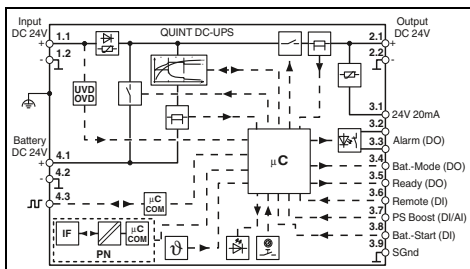 Input
DC 24V
QUINT DC-UPS
Output
DC 24V
1.1
+
1.2
-
2.1
+
2.2
-
UVD
OVD
3.1
24V 20mA
3.2
Alarm (DO)
3.3
Battery
DC 24V
4.1
+
4.2
-
4.3
µC
3.4
Bat.-Mode (DO)
3.5
Ready (DO)
3.6
Remote (DI)
3.7
PS Boost (DI/AI)
3.8
Bat.-Start (DI)
3.9
SGnd
µC
COM
IF
µC
COM
PN
ϑ